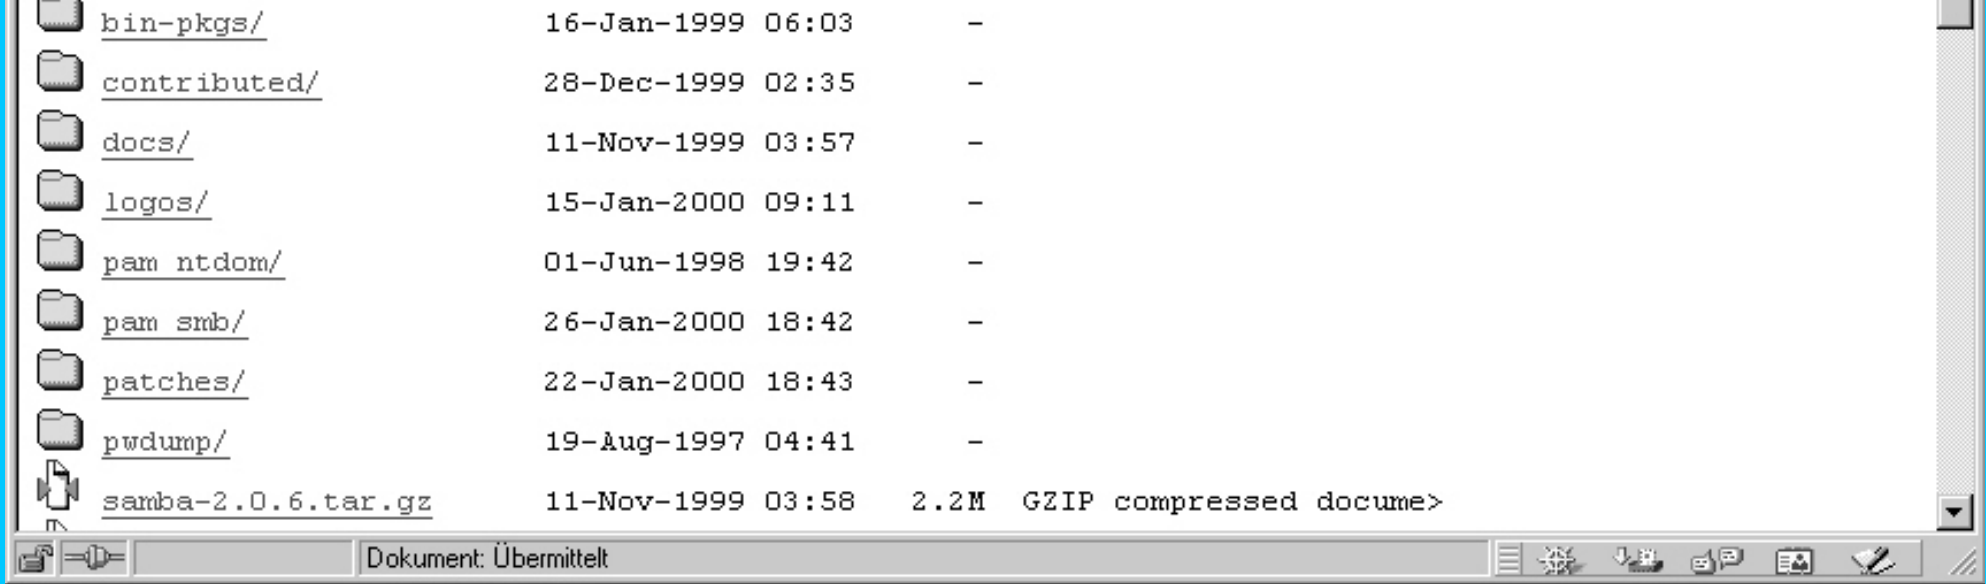 bin-pkgs/ 16-Jan-1999 06:03 -
contributed/ 28-Dec-1999 02:35 -
docs/ 11-Nov-1999 03:57 -
logos/ 15-Jan-2000 09:11 -
pam_ntdom/ 01-Jun-1998 19:42 -
pam_smb/ 26-Jan-2000 18:42 -
patches/ 22-Jan-2000 18:43 -
pwdump/ 19-Aug-1997 04:41 -
samba-2.0.6.tar.gz 11-Nov-1999 03:58 2.2M GZIP compressed docume>
Dokument: Übermittelt